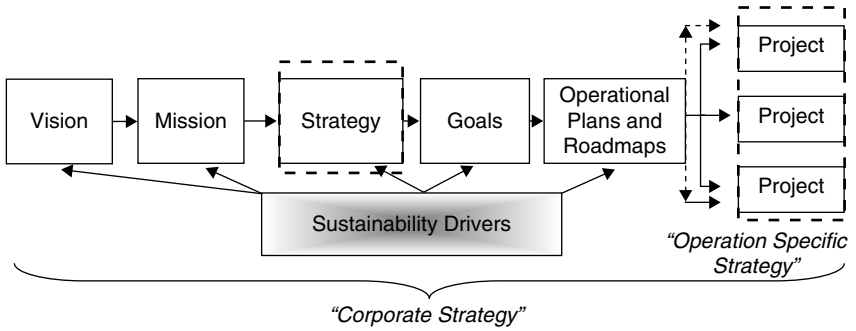 Vision
Mission
Strategy
Goals
Operational
Plans and
Roadmaps
Project
Project
Project
Sustainability Drivers
“Operation Specific
Strategy”
“Corporate Strategy”